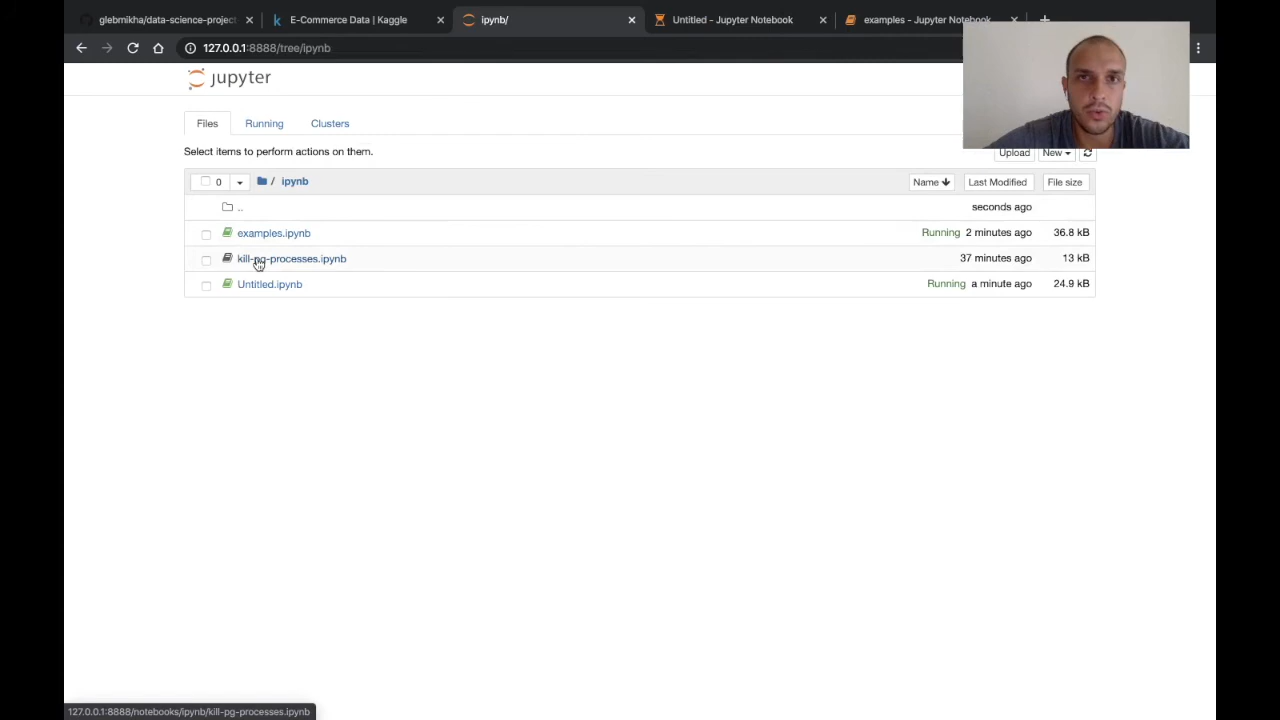 glebmikha/data-science-project
E-Commerce Data | Kaggle
ipynb/
Untitled - Jupyter Notebook
examples - Jupyter Notebook
127.0.0.1:8888/tree/ipynb
jupyter
Files
Running
Clusters
Select items to perform actions on them.
Upload
New
0
/ ipynb
Name
Last Modified
File size
..
seconds ago
examples.ipynb
Running 2 minutes ago
36.8 kB
kill-pg-processes.ipynb
37 minutes ago
13 kB
Untitled.ipynb
Running a minute ago
24.9 kB
127.0.0.1:8888/notebooks/ipynb/kill-pg-processes.ipynb